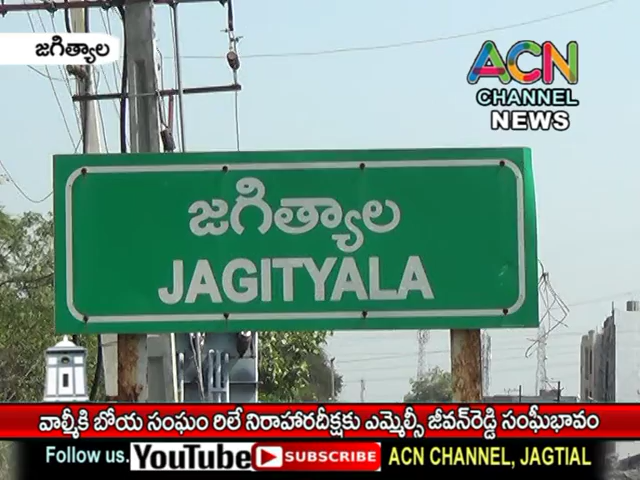 జగిత్యాల
ACN
CHANNEL
NEWS
జగిత్యాల
JAGITYALA
వాల్మీకి బోయ సంఘం రిలే నిరాహారదీక్షకు ఎమ్మెల్సీ జీవన్‌రెడ్డి సంఘీభావం
Follow us. YouTube SUBSCRIBE ACN CHANNEL, JAGTIAL